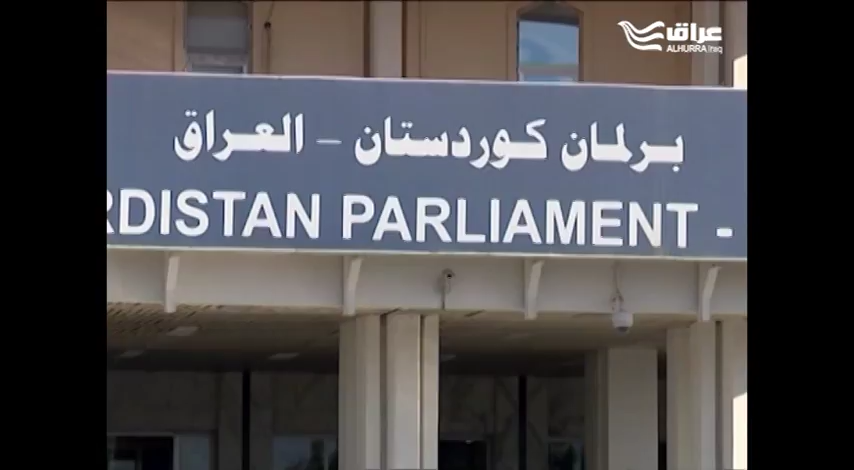 عراق
ALHURRA Iraq
برلمان كوردستان - العراق
RDISTAN PARLIAMENT -